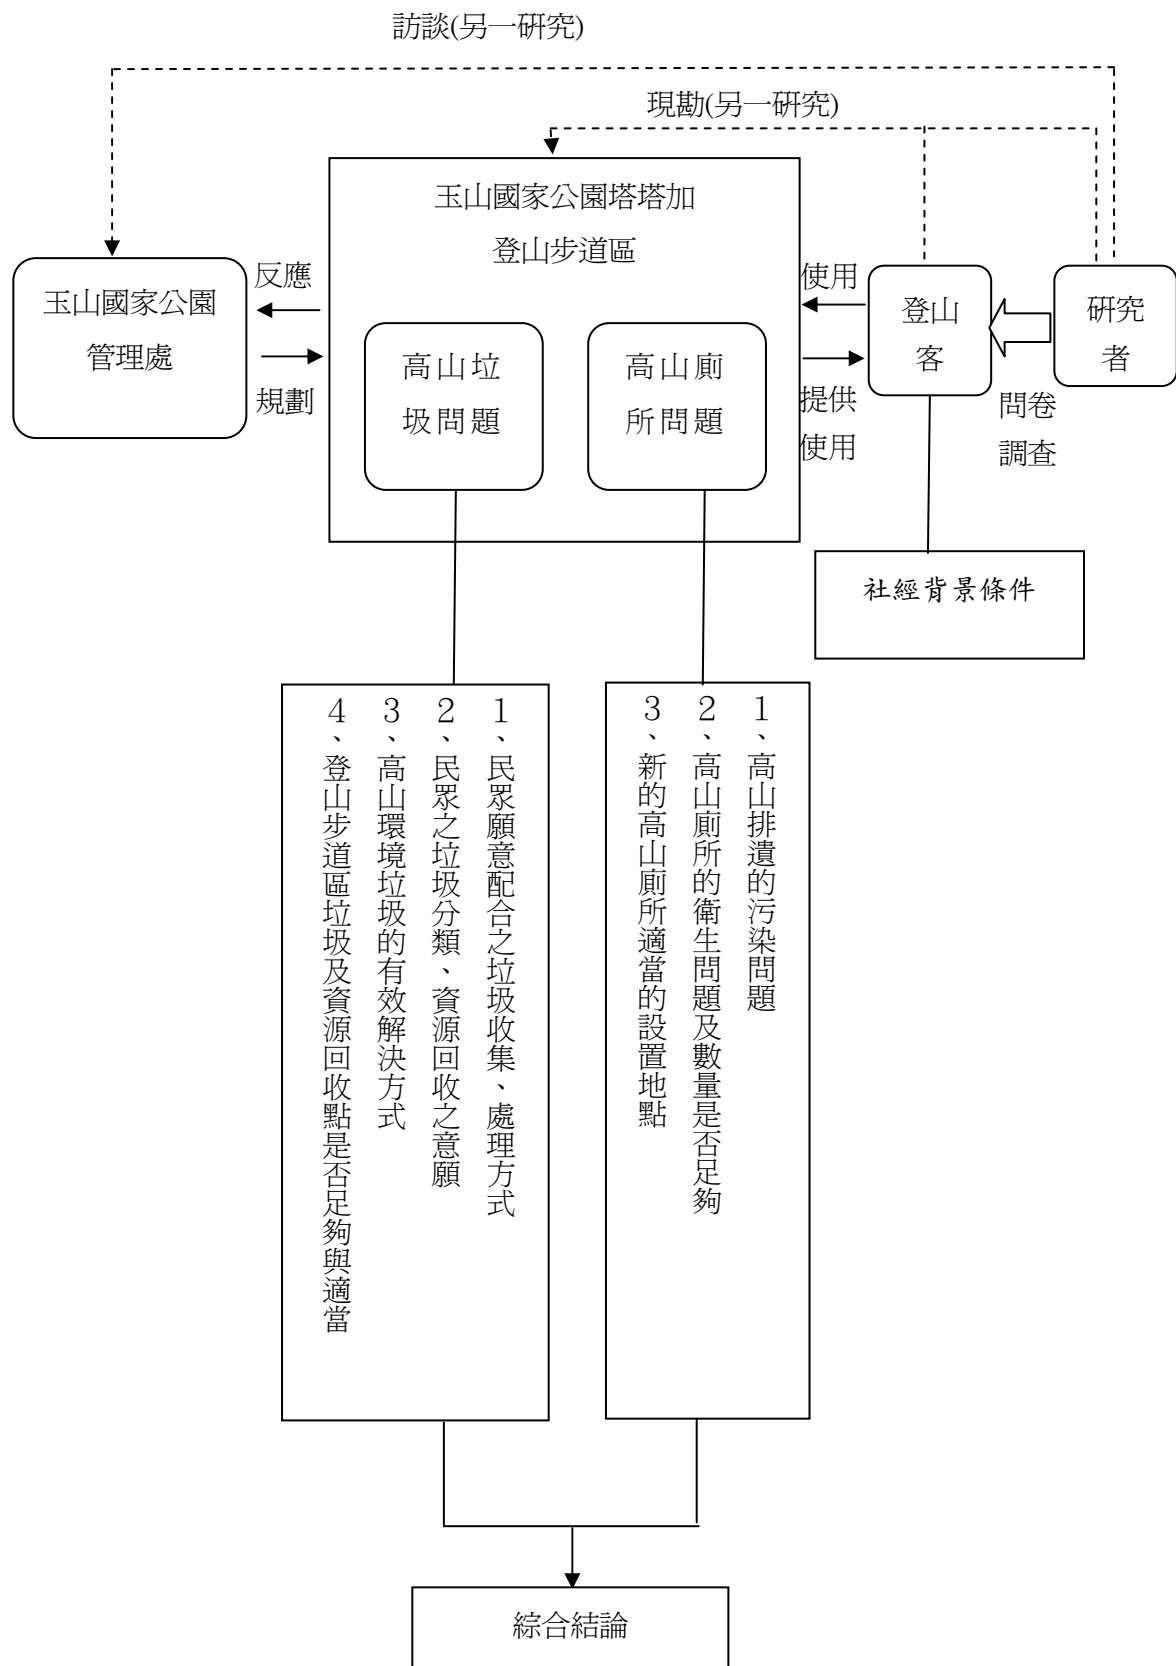 訪談(另一研究)
現勘(另一研究)
玉山國家公園塔塔加
登山步道區
玉山國家公園
管理處
反應
規劃
高山垃
圾問題
高山廁
所問題
使用
提供
使用
登山
客
研究
者
問卷
調查
社經背景條件
1、民眾願意配合之垃圾收集、處理方式
2、民眾之垃圾分類、資源回收之意願
3、高山環境垃圾的有效解決方式
4、登山步道區垃圾及資源回收點是否足夠與適當
1、高山排遺的污染問題
2、高山廁所的衛生問題及數量是否足夠
3、新的高山廁所適當的設置地點
綜合結論